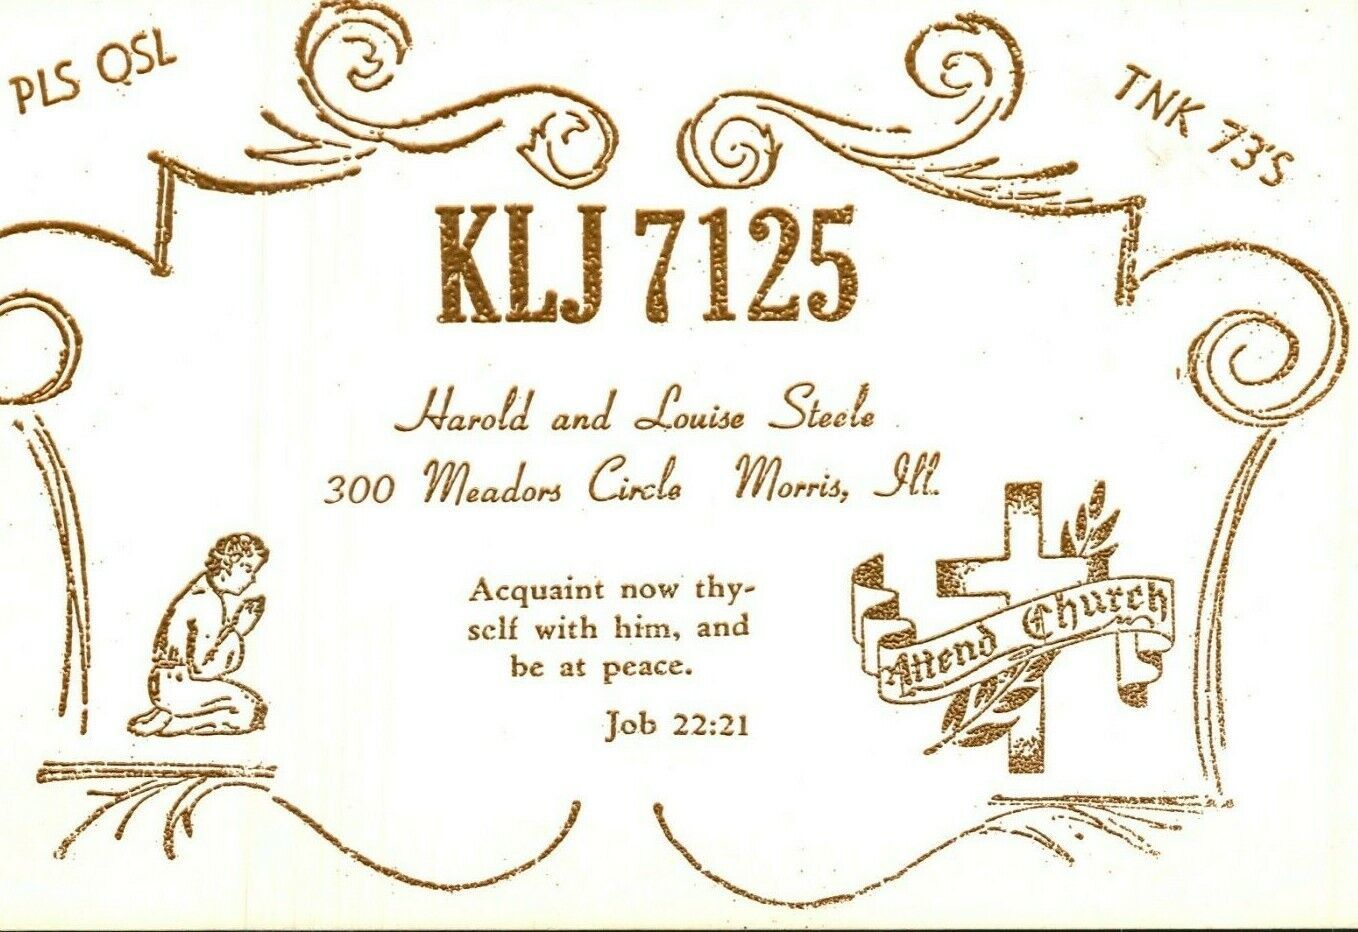 PLS QSL
TNK 73'S
KLJ 7125
Harold and Louise Steele
300 Meadors Circle Morris, Ill.
Acquaint now thy-
self with him, and
be at peace.
Job 22:21
Attend Church